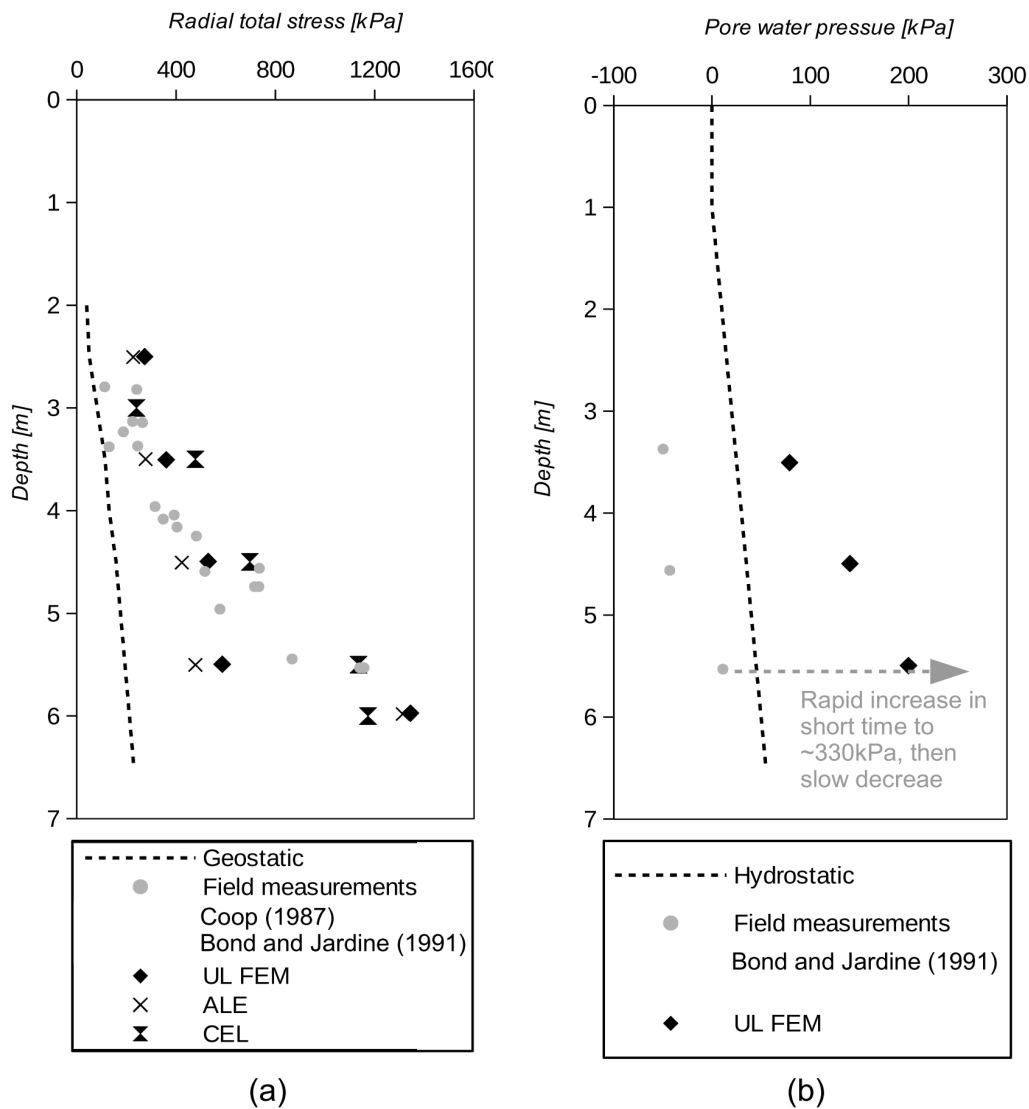 Radial total stress [kPa]
0 400 800 1200 1600
0
1
2
3
4
5
6
7
Depth [m]
Geostatic
Field measurements
Coop (1987)
Bond and Jardine (1991)
UL FEM
ALE
CEL
(a)
Pore water pressue [kPa]
-100 0 100 200 300
0
1
2
3
4
5
6
7
Depth [m]
Rapid increase in
short time to
~330kPa, then
slow decreae
Hydrostatic
Field measurements
Bond and Jardine (1991)
UL FEM
(b)